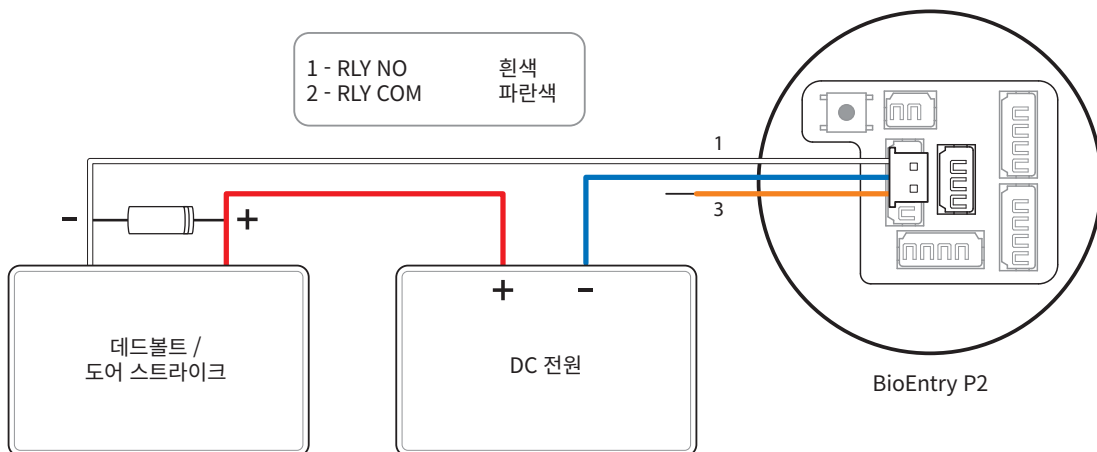 1 - RLY NO 흰색
2 - RLY COM 파란색
1
3
- +
+ -
데드볼트 /
도어 스트라이크
DC 전원
BioEntry P2